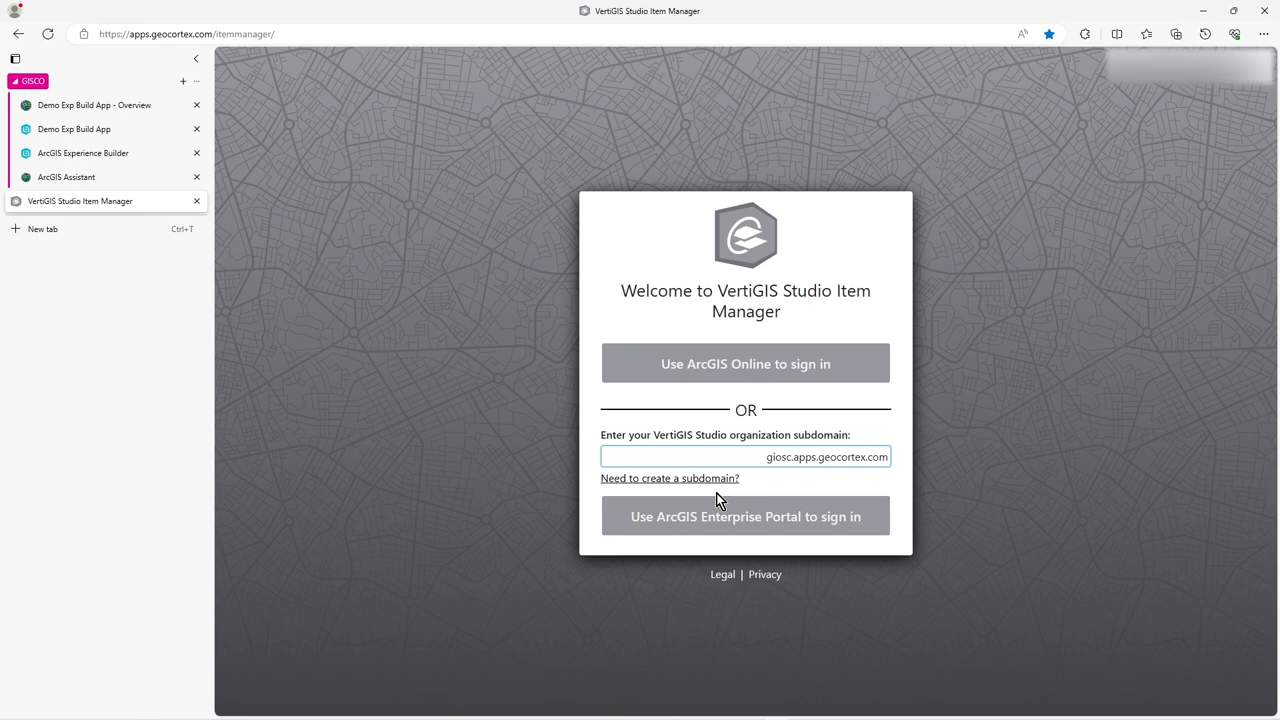 VertiGIS Studio Item Manager
https://apps.geocortex.com/itemmanager/
GISCO
Demo Exp Build App - Overview
Demo Exp Build App
ArcGIS Experience Builder
ArcGIS Assistant
VertiGIS Studio Item Manager
New tab Ctrl+T
Welcome to VertiGIS Studio Item
Manager
Use ArcGIS Online to sign in
OR
Enter your VertiGIS Studio organization subdomain:
giosc.apps.geocortex.com
Need to create a subdomain?
Use ArcGIS Enterprise Portal to sign in
Legal | Privacy